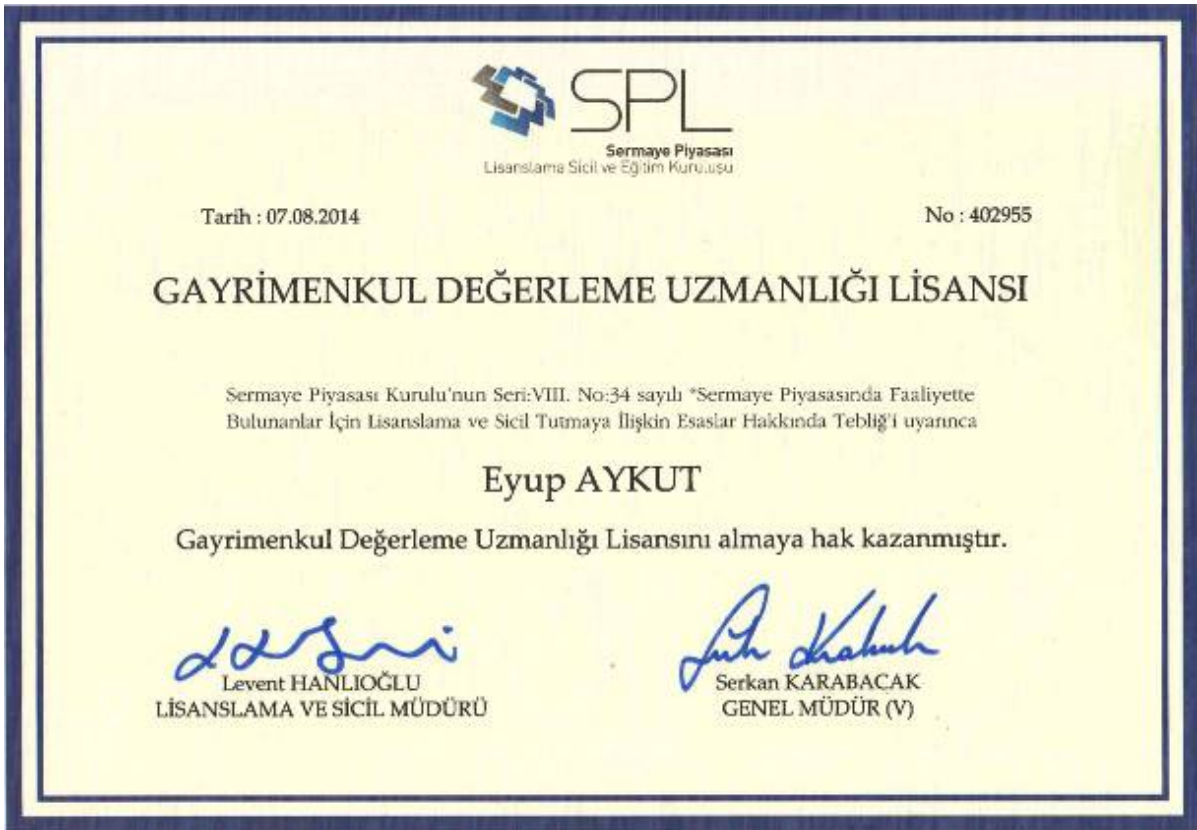 SPL
Sermaye Piyasası
Lisanslama Sicil ve Eğitim Kuruluşu
Tarih : 07.08.2014
No : 402955
GAYRİMENKUL DEĞERLEME UZMANLIĞI LİSANSI
Sermaye Piyasası Kurulu'nun Seri:VIII. No:34 sayılı "Sermaye Piyasasında Faaliyette
Bulunanlar İçin Lisanslama ve Sicil Tutmaya İlişkin Esaslar Hakkında Tebliğ'i uyarınca
Eyup AYKUT
Gayrimenkul Değerleme Uzmanlığı Lisansını almaya hak kazanmıştır.
Levent HANLIOĞLU
LİSANSLAMA VE SİCİL MÜDÜRÜ
Serkan KARABACAK
GENEL MÜDÜR (V)